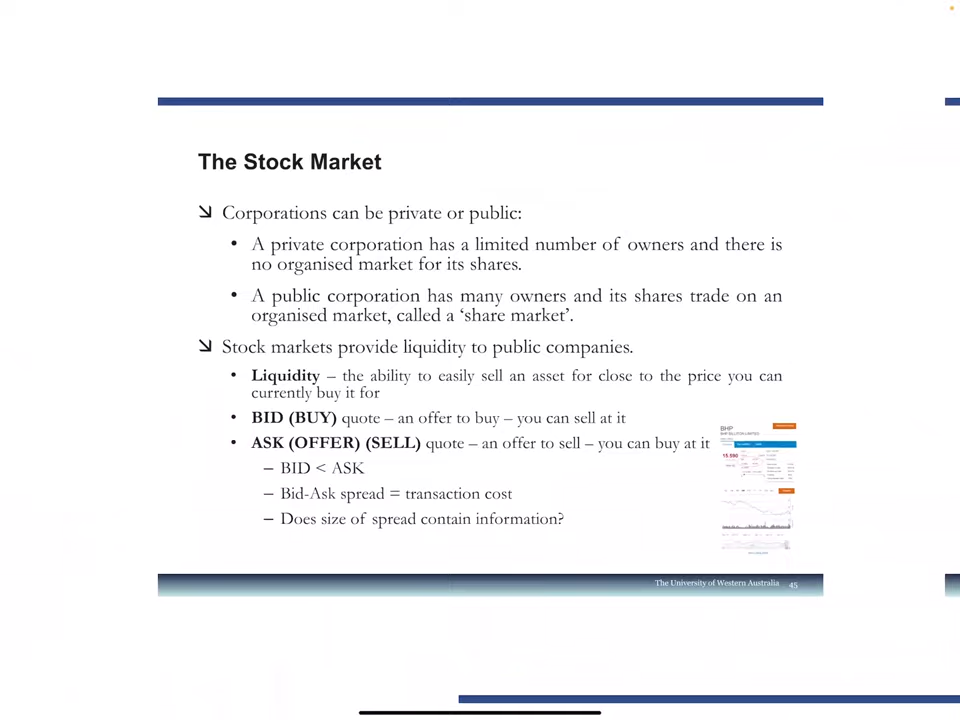 The Stock Market
Corporations can be private or public:
• A private corporation has a limited number of owners and there is
no organised market for its shares.
• A public corporation has many owners and its shares trade on an
organised market, called a ‘share market’.
Stock markets provide liquidity to public companies.
• Liquidity – the ability to easily sell an asset for close to the price you can
currently buy it for
• BID (BUY) quote – an offer to buy – you can sell at it
• ASK (OFFER) (SELL) quote – an offer to sell – you can buy at it
– BID < ASK
– Bid-Ask spread = transaction cost
– Does size of spread contain information?
BHP
BHP BILLITON LIMITED
The University of Western Australia 45